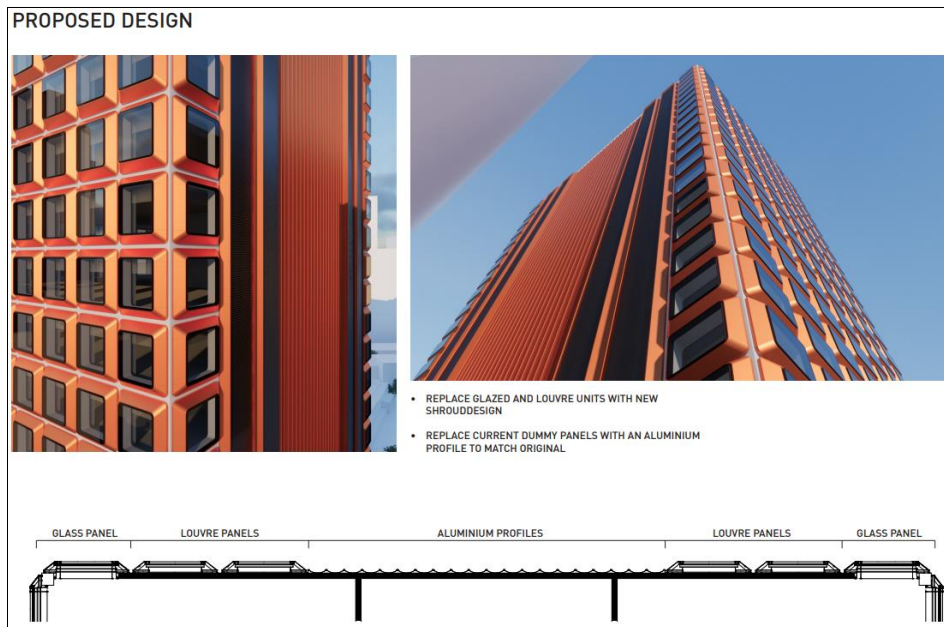 PROPOSED DESIGN
• REPLACE GLAZED AND LOUVRE UNITS WITH NEW
SHROUDDESIGN
• REPLACE CURRENT DUMMY PANELS WITH AN ALUMINIUM
PROFILE TO MATCH ORIGINAL
GLASS PANEL
LOUVRE PANELS
ALUMINIUM PROFILES
LOUVRE PANELS
GLASS PANEL